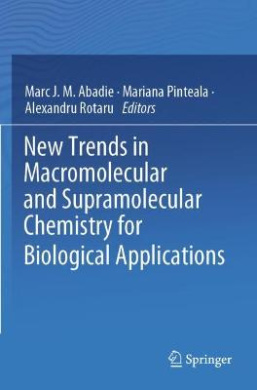 Marc J. M. Abadie · Mariana Pinteala ·
Alexandru Rotaru Editors
New Trends in
Macromolecular
and Supramolecular
Chemistry for
Biological Applications
Springer